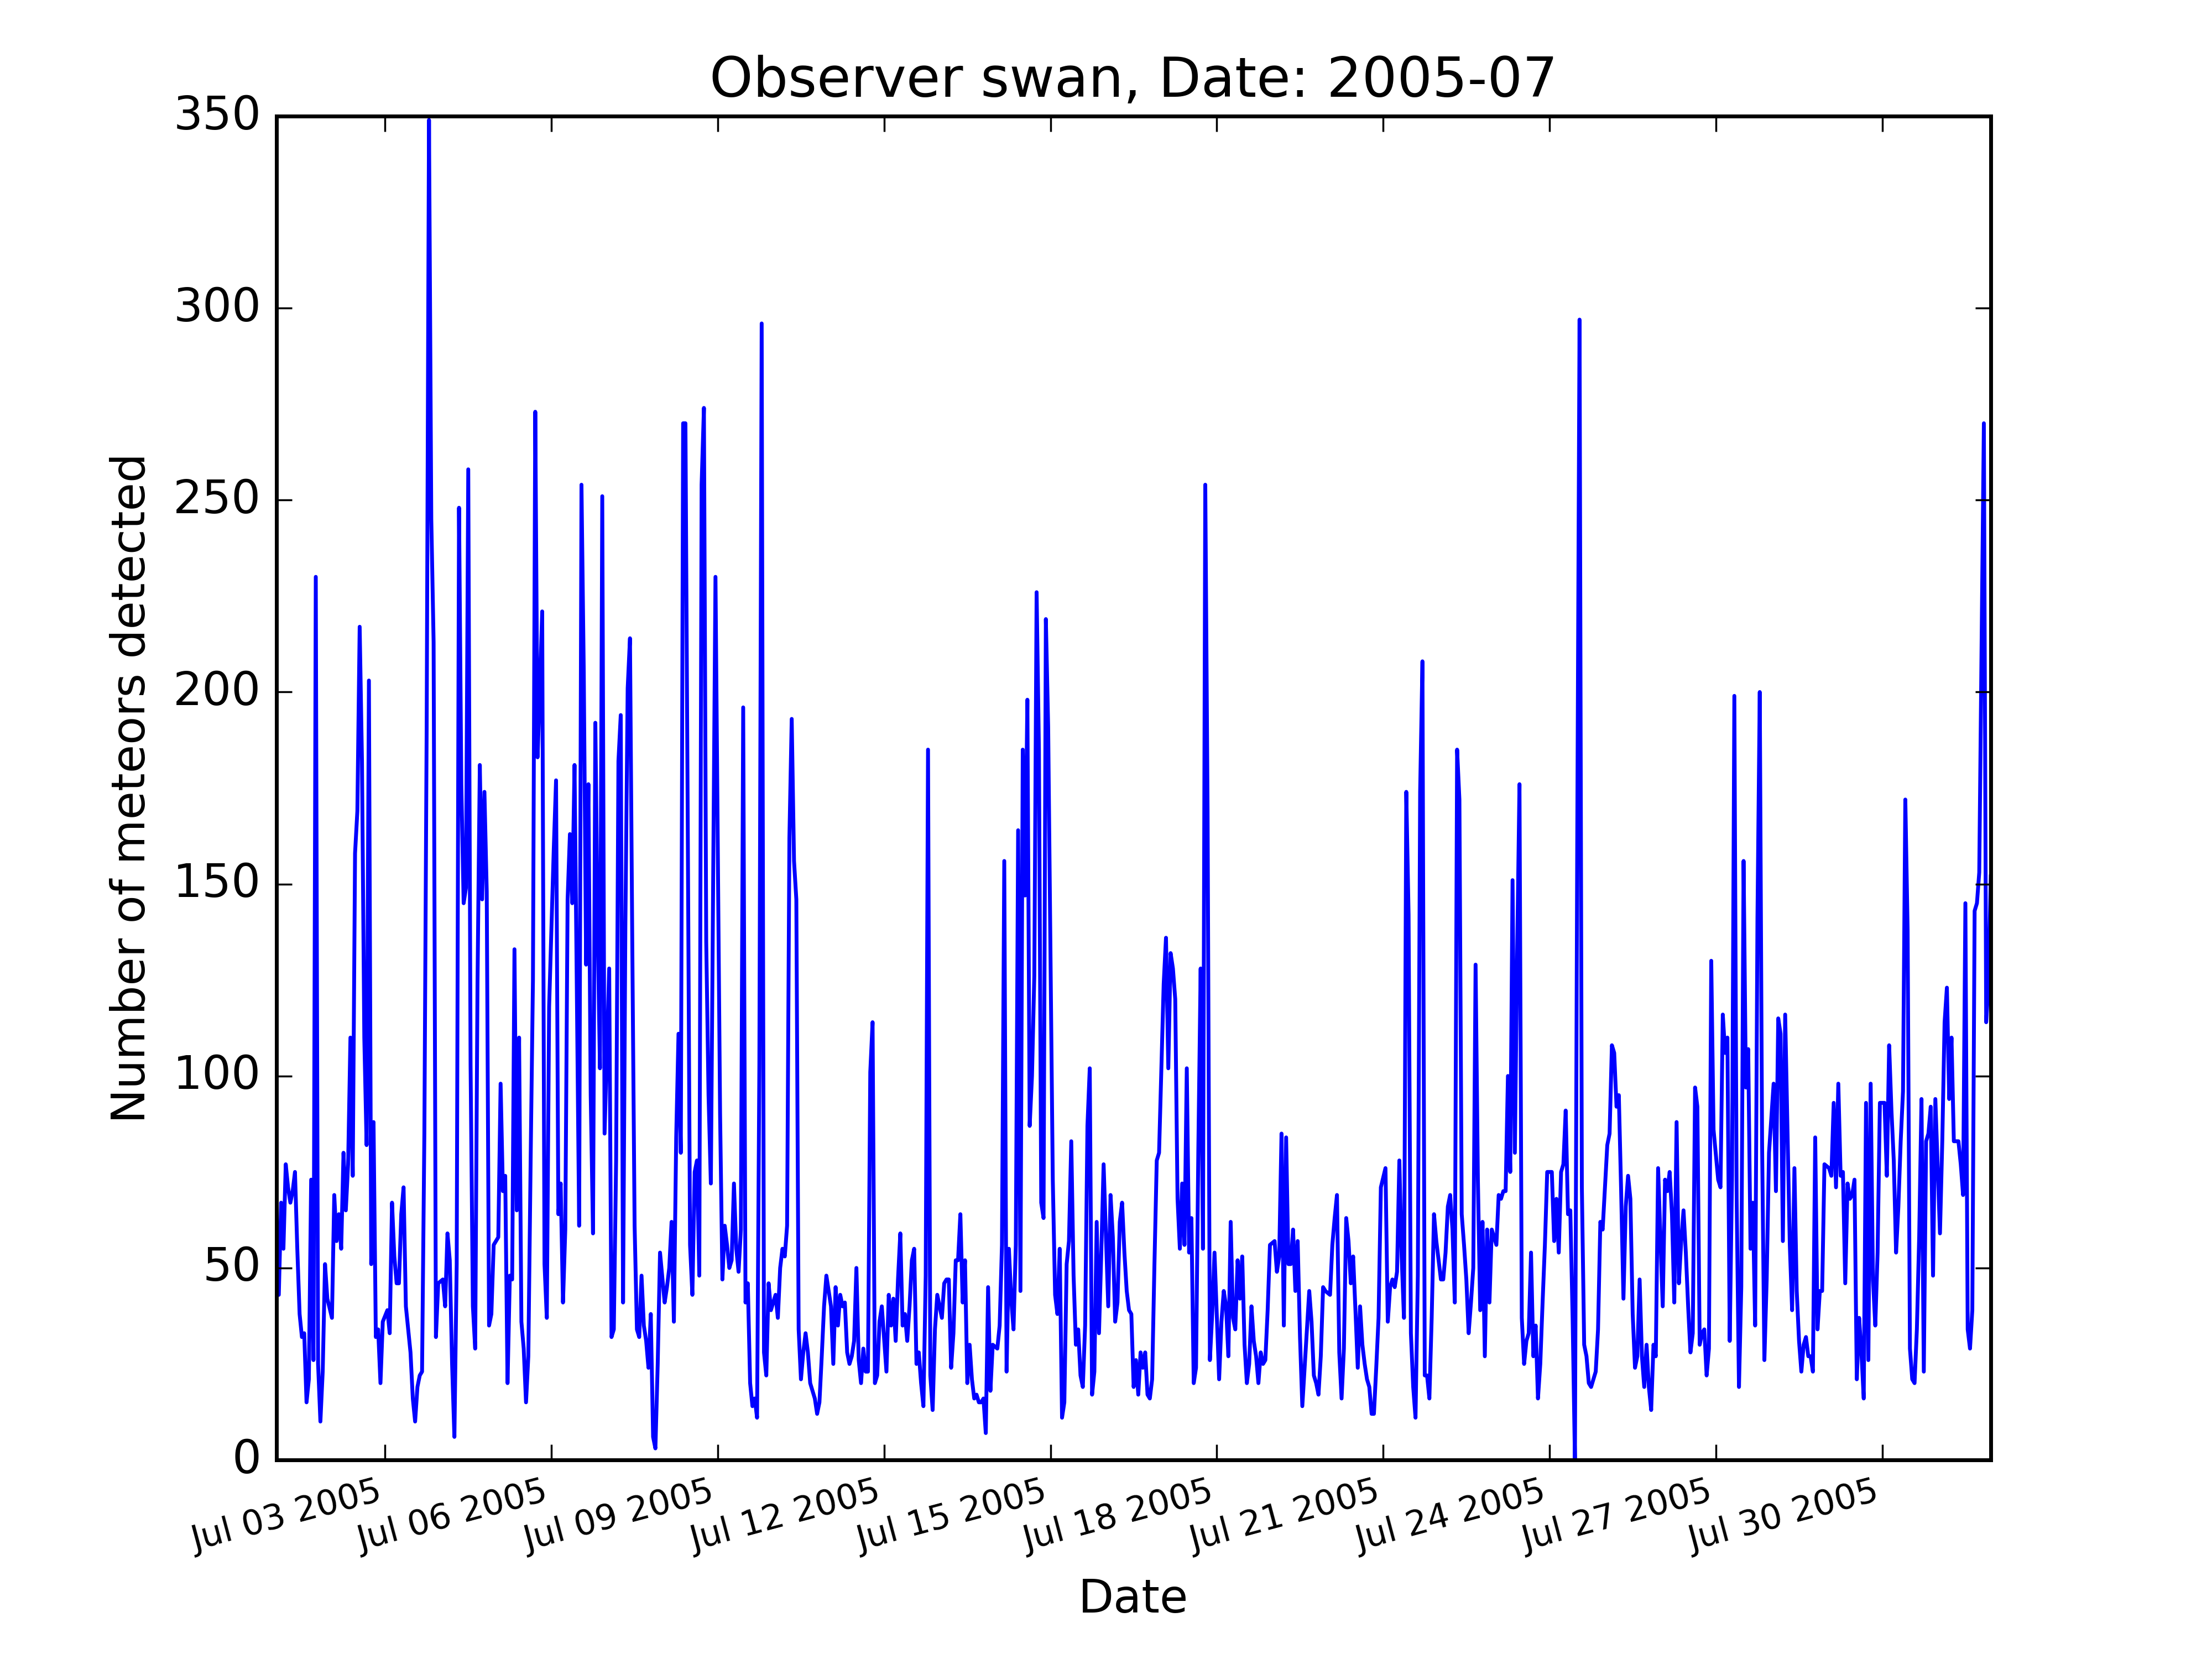 Observer swan, Date: 2005-07
350
300
250
200
150
100
50
0
Number of meteors detected
Jul 03 2005
Jul 06 2005
Jul 09 2005
Jul 12 2005
Jul 15 2005
Jul 18 2005
Jul 21 2005
Jul 24 2005
Jul 27 2005
Jul 30 2005
Date